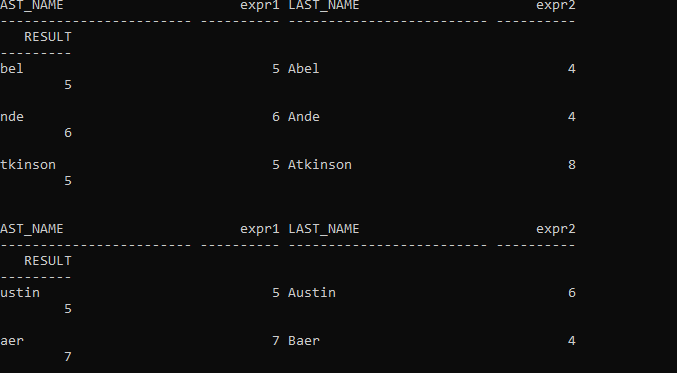 AST_NAME expr1 LAST_NAME expr2
------------------------ ---------- ------------------------- ----------
RESULT
---------
bel 5 Abel 4
5
nde 6 Ande 4
6
tkinson 5 Atkinson 8
5
AST_NAME expr1 LAST_NAME expr2
------------------------ ---------- ------------------------- ----------
RESULT
---------
ustin 5 Austin 6
5
aer 7 Baer 4
7